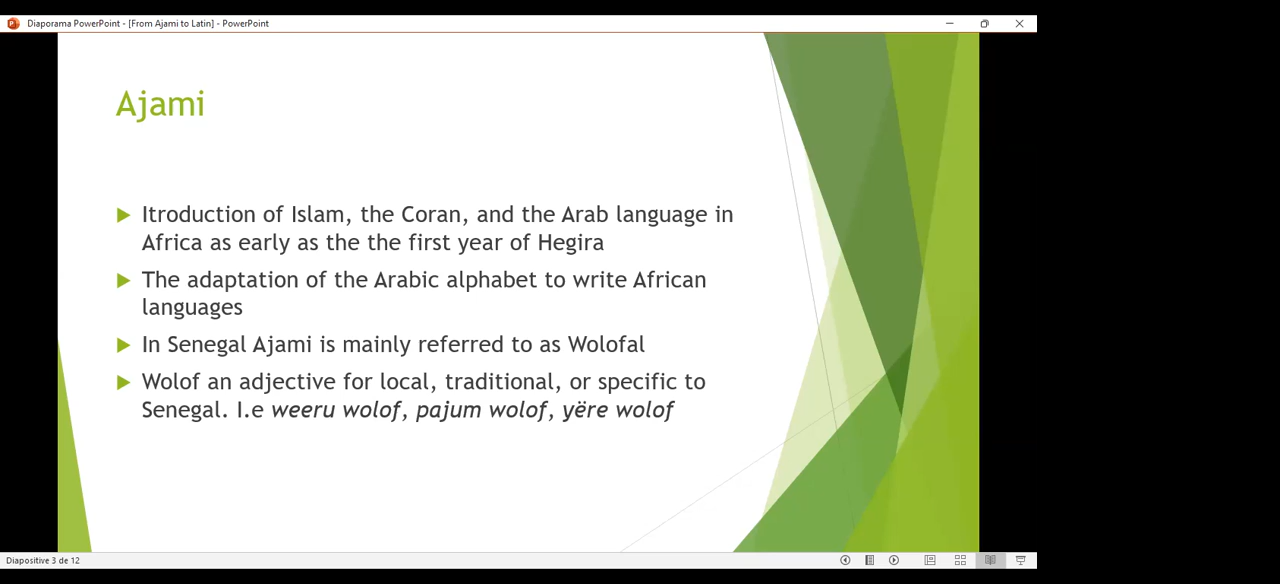 Diaporama PowerPoint - [From Ajami to Latin] - PowerPoint
Ajami
Itroduction of Islam, the Coran, and the Arab language in
Africa as early as the the first year of Hegira
The adaptation of the Arabic alphabet to write African
languages
In Senegal Ajami is mainly referred to as Wolofal
Wolof an adjective for local, traditional, or specific to
Senegal. I.e weeru wolof, pajum wolof, yëre wolof
Diapositive 3 de 12